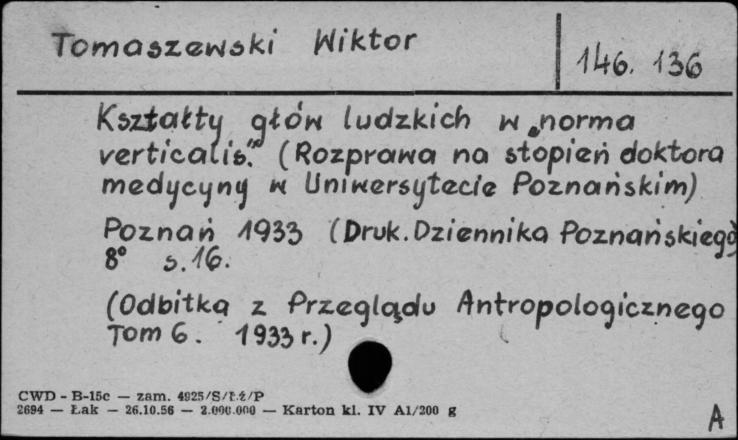 Tomaszewski Wiktor
146. 136
Kształty głów ludzkich w „norma
verticalis." (Rozprawa na stopień doktora
medycyny w Uniwersytecie Poznańskim)
Poznań 1933 (Druk. Dziennika Poznańskiego)
8° s. 16.
(Odbitka z Przeglądu Antropologicznego
Tom 6. 1933 r.)
CWD - B-15c — zam. 4925/S/Łź/P
2694 — Łak — 26.10.56 — 2.000.000 — Karton kl. IV A1/200 g
A